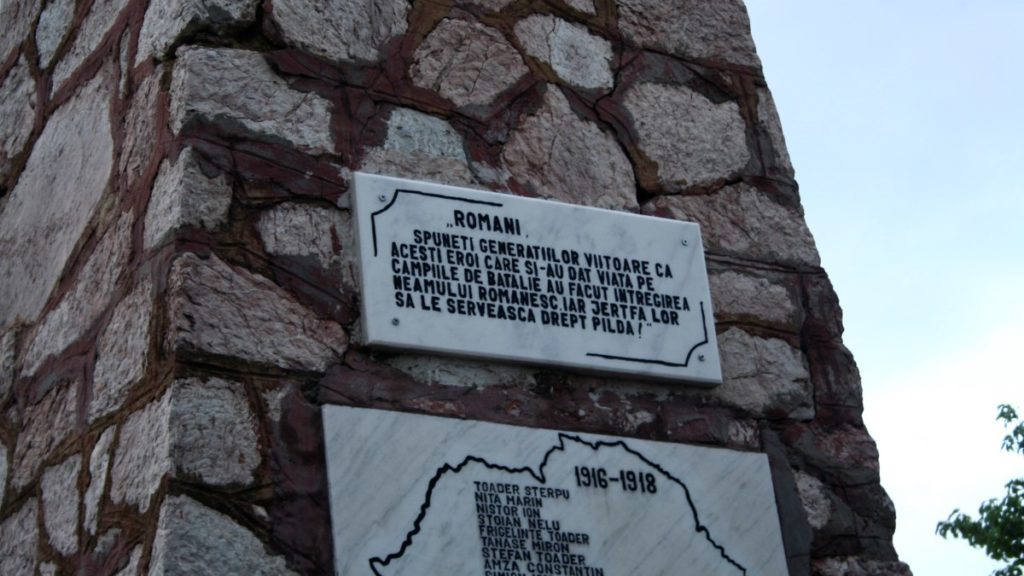 „ROMANI,
SPUNETI GENERATIILOR VIITOARE CA
ACESTI EROI CARE SI-AU DAT VIATA PE
CAMPIILE DE BATALIE AU FACUT INTREGIREA
NEAMULUI ROMANESC, IAR JERTFA LOR
SA LE SERVEASCA DREPT PILDA!"
1916-1918
TOADER STERPU
NITA MARIN
NISTOR ION
STOIAN NELU
FRIGELINTE TOADER
TANASE MIRON
STEFAN TOADER
AMZA CONSTANTIN